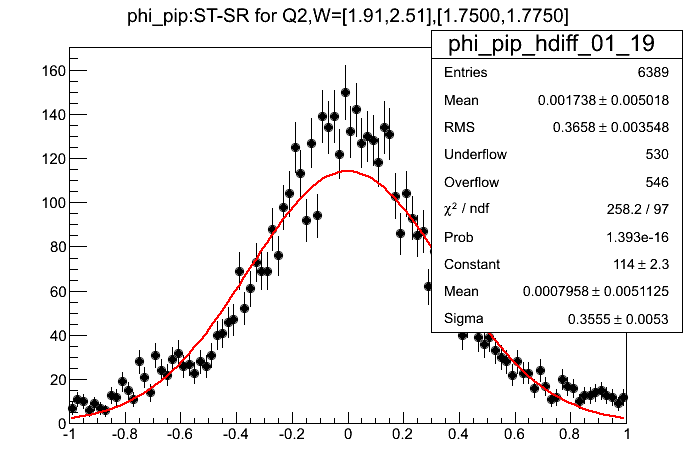 phi_pip:ST-SR for Q2,W=[1.91,2.51],[1.7500,1.7750]
phi_pip_hdiff_01_19
Entries 6389
Mean 0.001738 ± 0.005018
RMS 0.3658 ± 0.003548
Underflow 530
Overflow 546
χ² / ndf 258.2 / 97
Prob 1.393e-16
Constant 114 ± 2.3
Mean 0.0007958 ± 0.0051125
Sigma 0.3555 ± 0.0053
160
140
120
100
80
60
40
20
0
-1 -0.8 -0.6 -0.4 -0.2 0 0.2 0.4 0.6 0.8 1